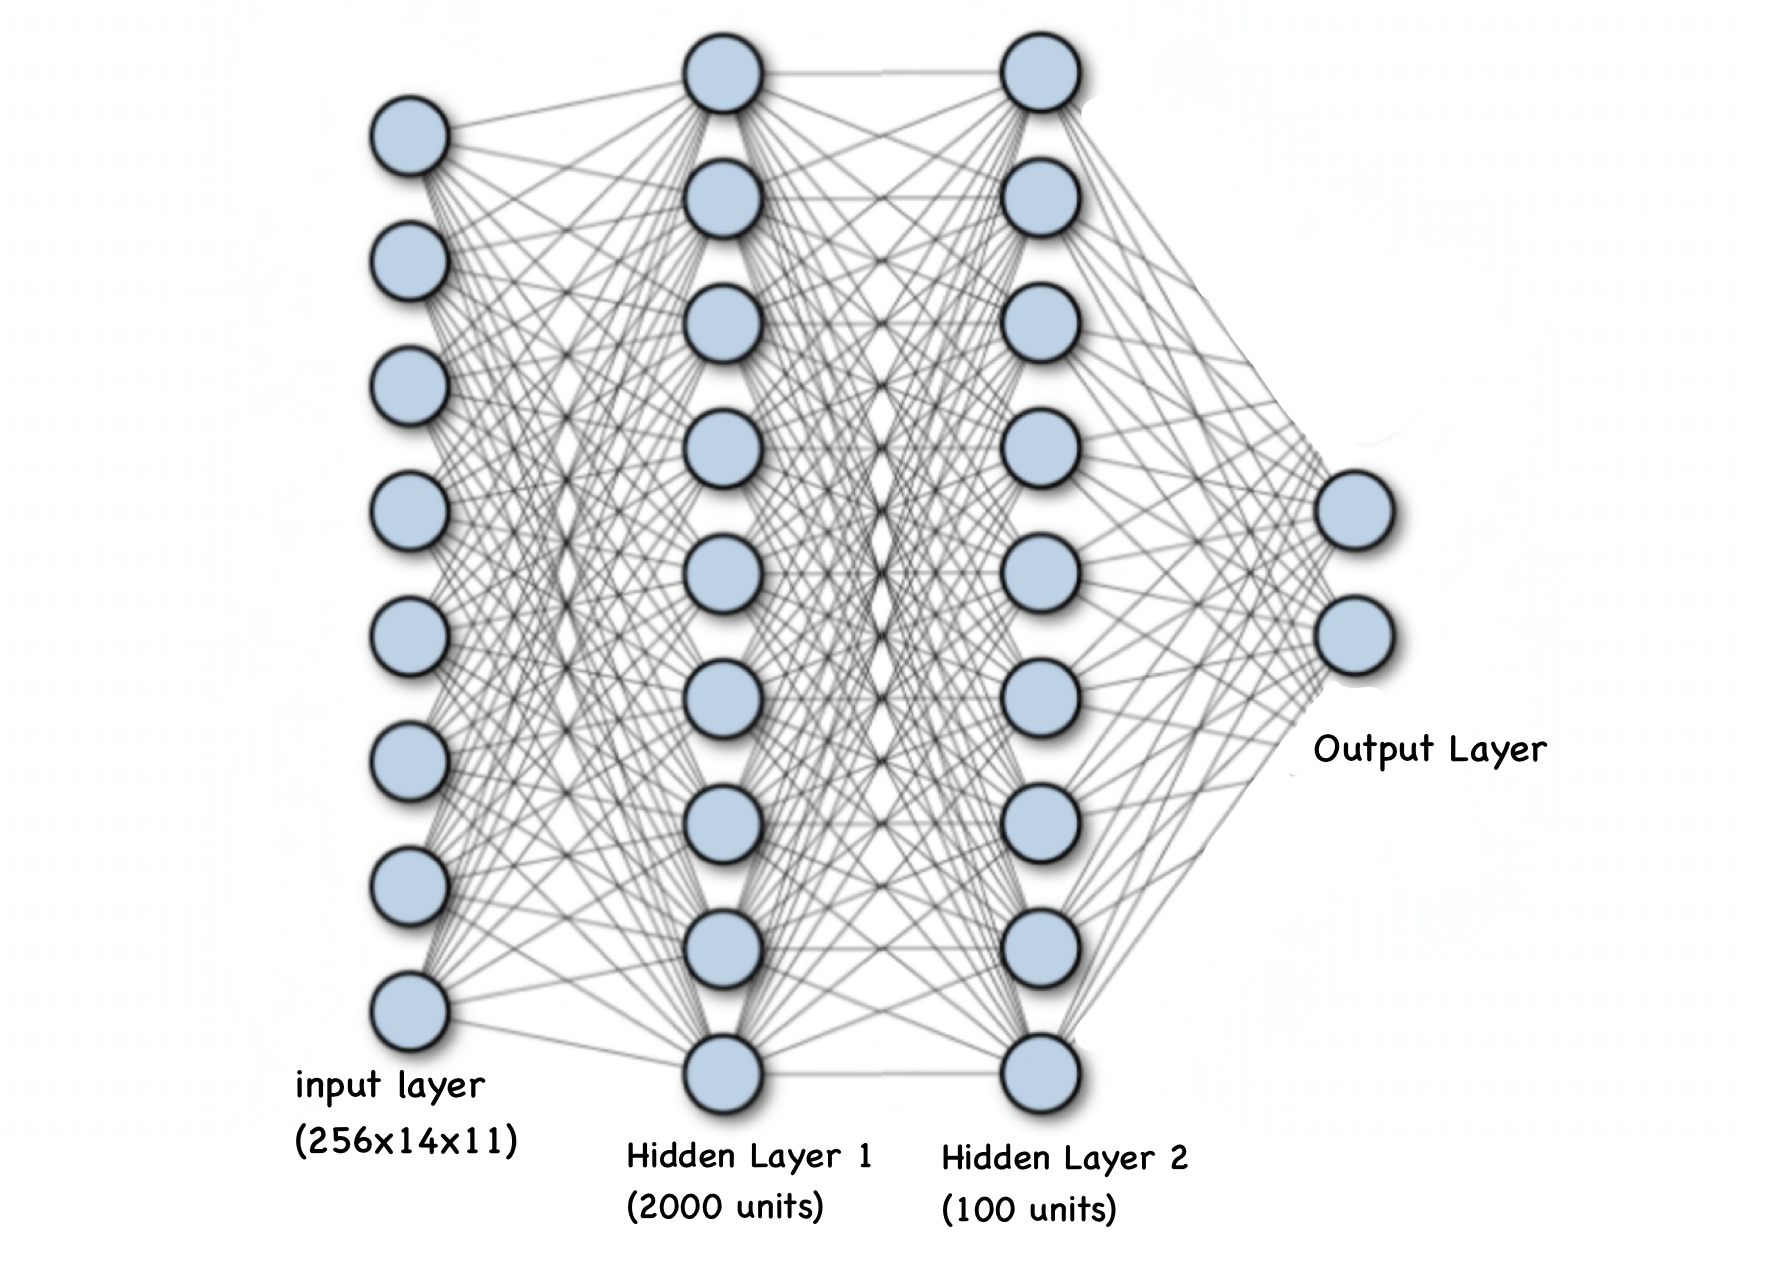 input layer
(256x14x11)
Hidden Layer 1
(2000 units)
Hidden Layer 2
(100 units)
Output Layer